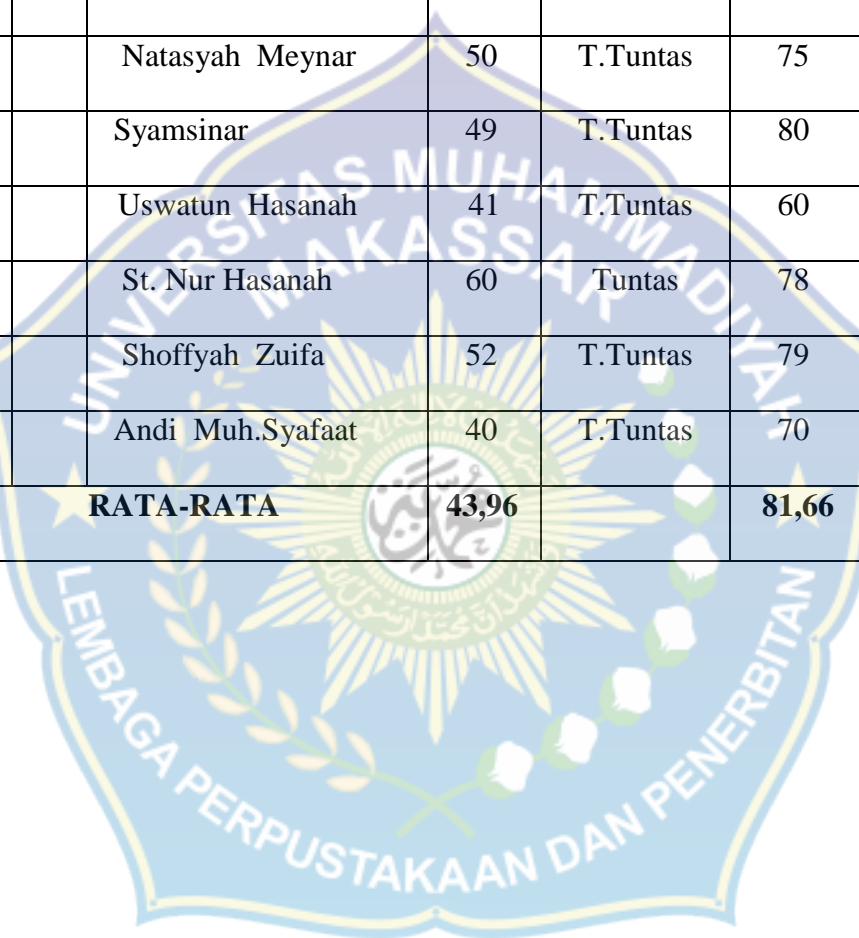 Natasyah Meynar 50 T.Tuntas 75
Syamsinar 49 T.Tuntas 80
Uswatun Hasanah 41 T.Tuntas 60
St. Nur Hasanah 60 Tuntas 78
Shoffyah Zuifa 52 T.Tuntas 79
Andi Muh.Syafaat 40 T.Tuntas 70
RATA-RATA 43,96 81,66
UNIVERSITAS MUHAMMADIYAH
MAKASSAR
LEMBAGA PERPUSTAKAAN DAN PENERBITAN